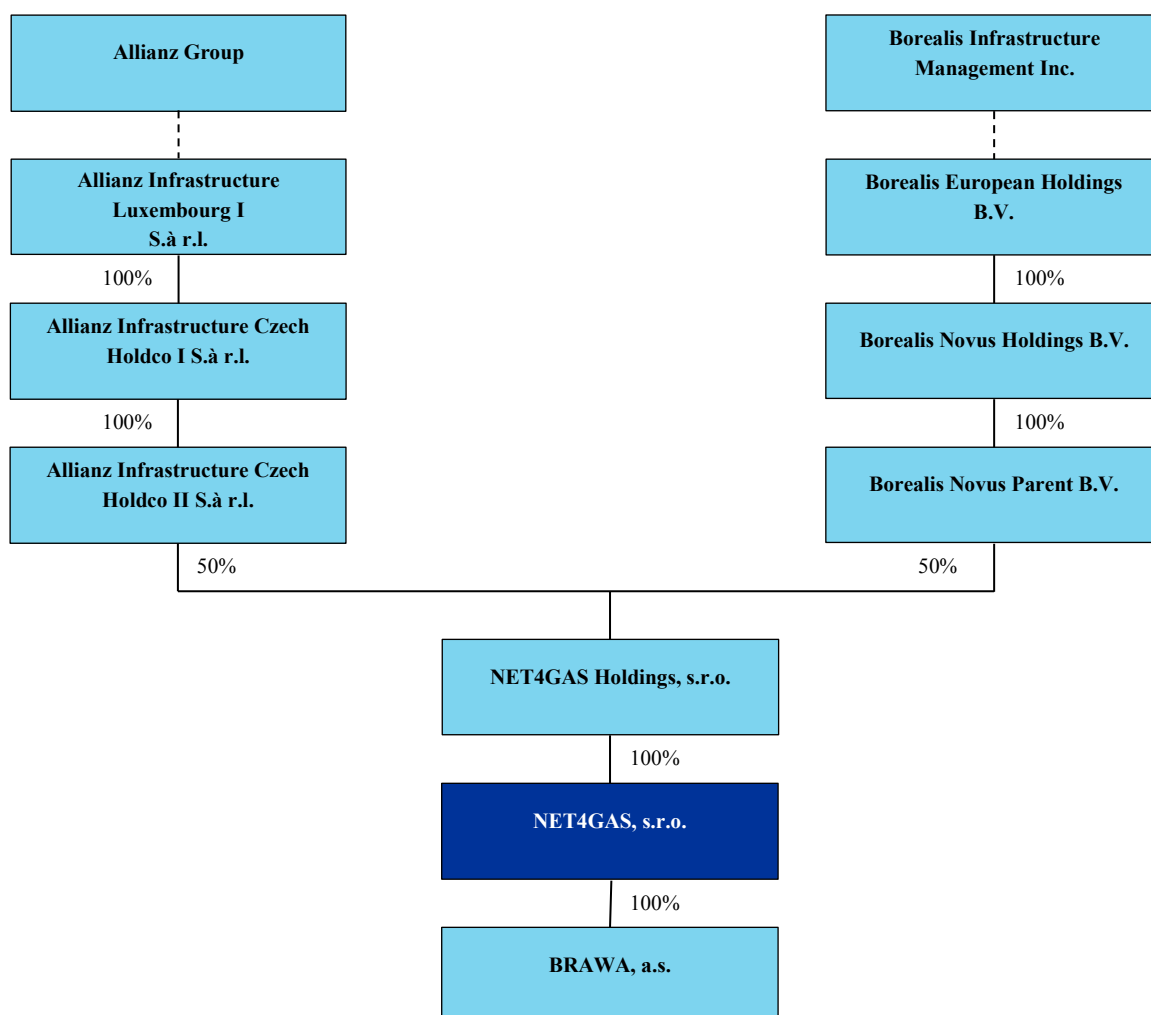 Allianz Group
Borealis Infrastructure
Management Inc.
Allianz Infrastructure
Luxembourg I
S.à r.l.
Borealis European Holdings
B.V.
100%
100%
Allianz Infrastructure Czech
Holdco I S.à r.l.
Borealis Novus Holdings B.V.
100%
100%
Allianz Infrastructure Czech
Holdco II S.à r.l.
Borealis Novus Parent B.V.
50%
50%
NET4GAS Holdings, s.r.o.
100%
NET4GAS, s.r.o.
100%
BRAWA, a.s.